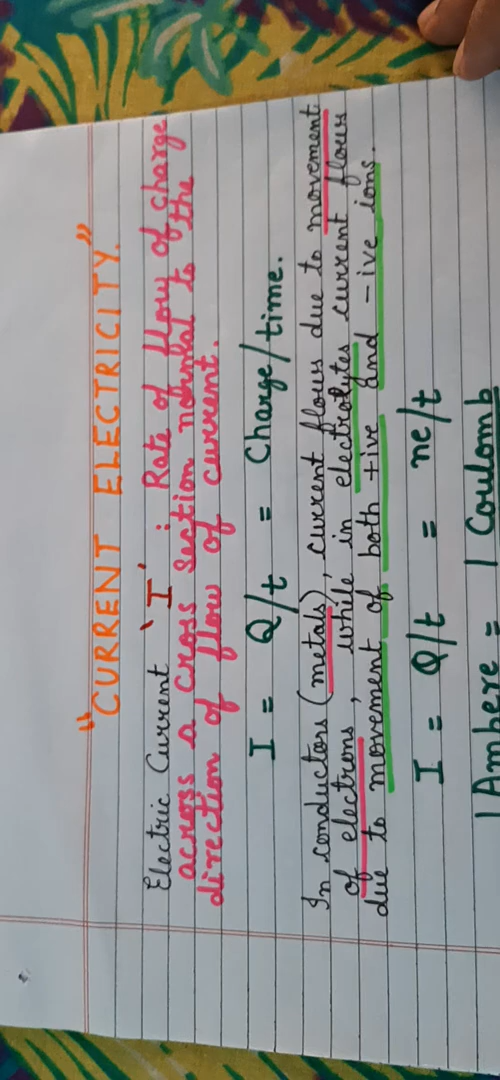 "CURRENT ELECTRICITY."
Electric Current 'I' : Rate of flow of charge
across a cross section normal to the
direction of flow of current.
I = Q/t = Charge/time.
In conductors (metals), current flows due to movement
of electrons, while in electrolytes current flows
due to movement of both +ive and -ive ions.
I = Q/t = ne/t
1 Ambere = 1 Coulomb